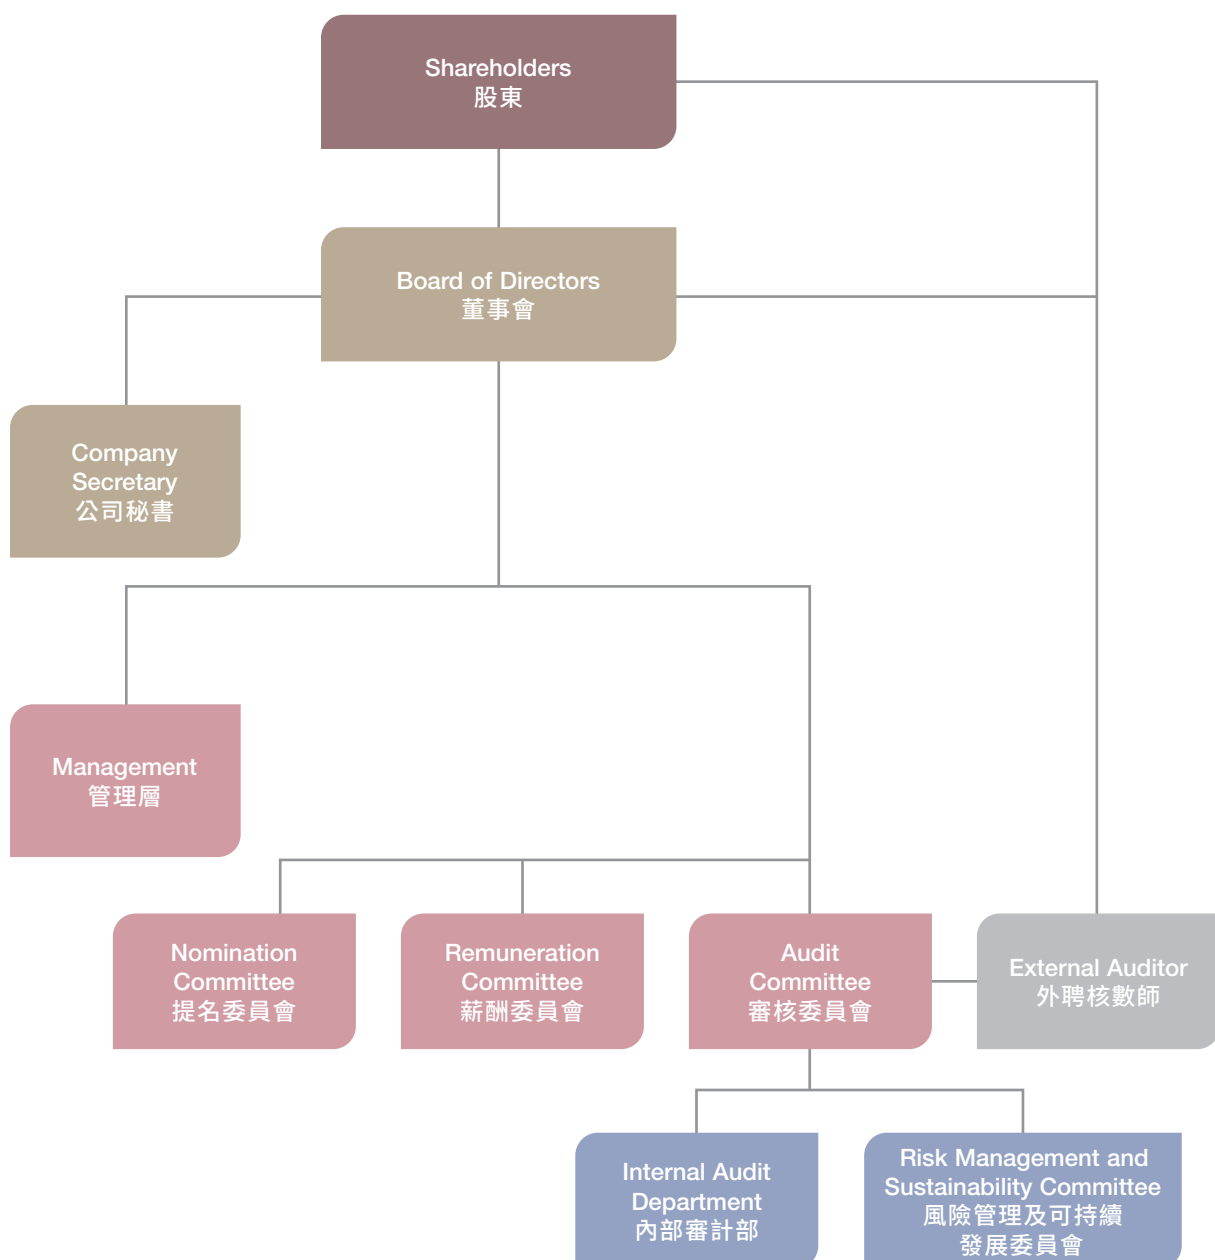 Shareholders
股東
Board of Directors
董事會
Company
Secretary
公司秘書
Management
管理層
Nomination
Committee
提名委員會
Remuneration
Committee
薪酬委員會
Audit
Committee
審核委員會
External Auditor
外聘核數師
Internal Audit
Department
內部審計部
Risk Management and
Sustainability Committee
風險管理及可持續
發展委員會